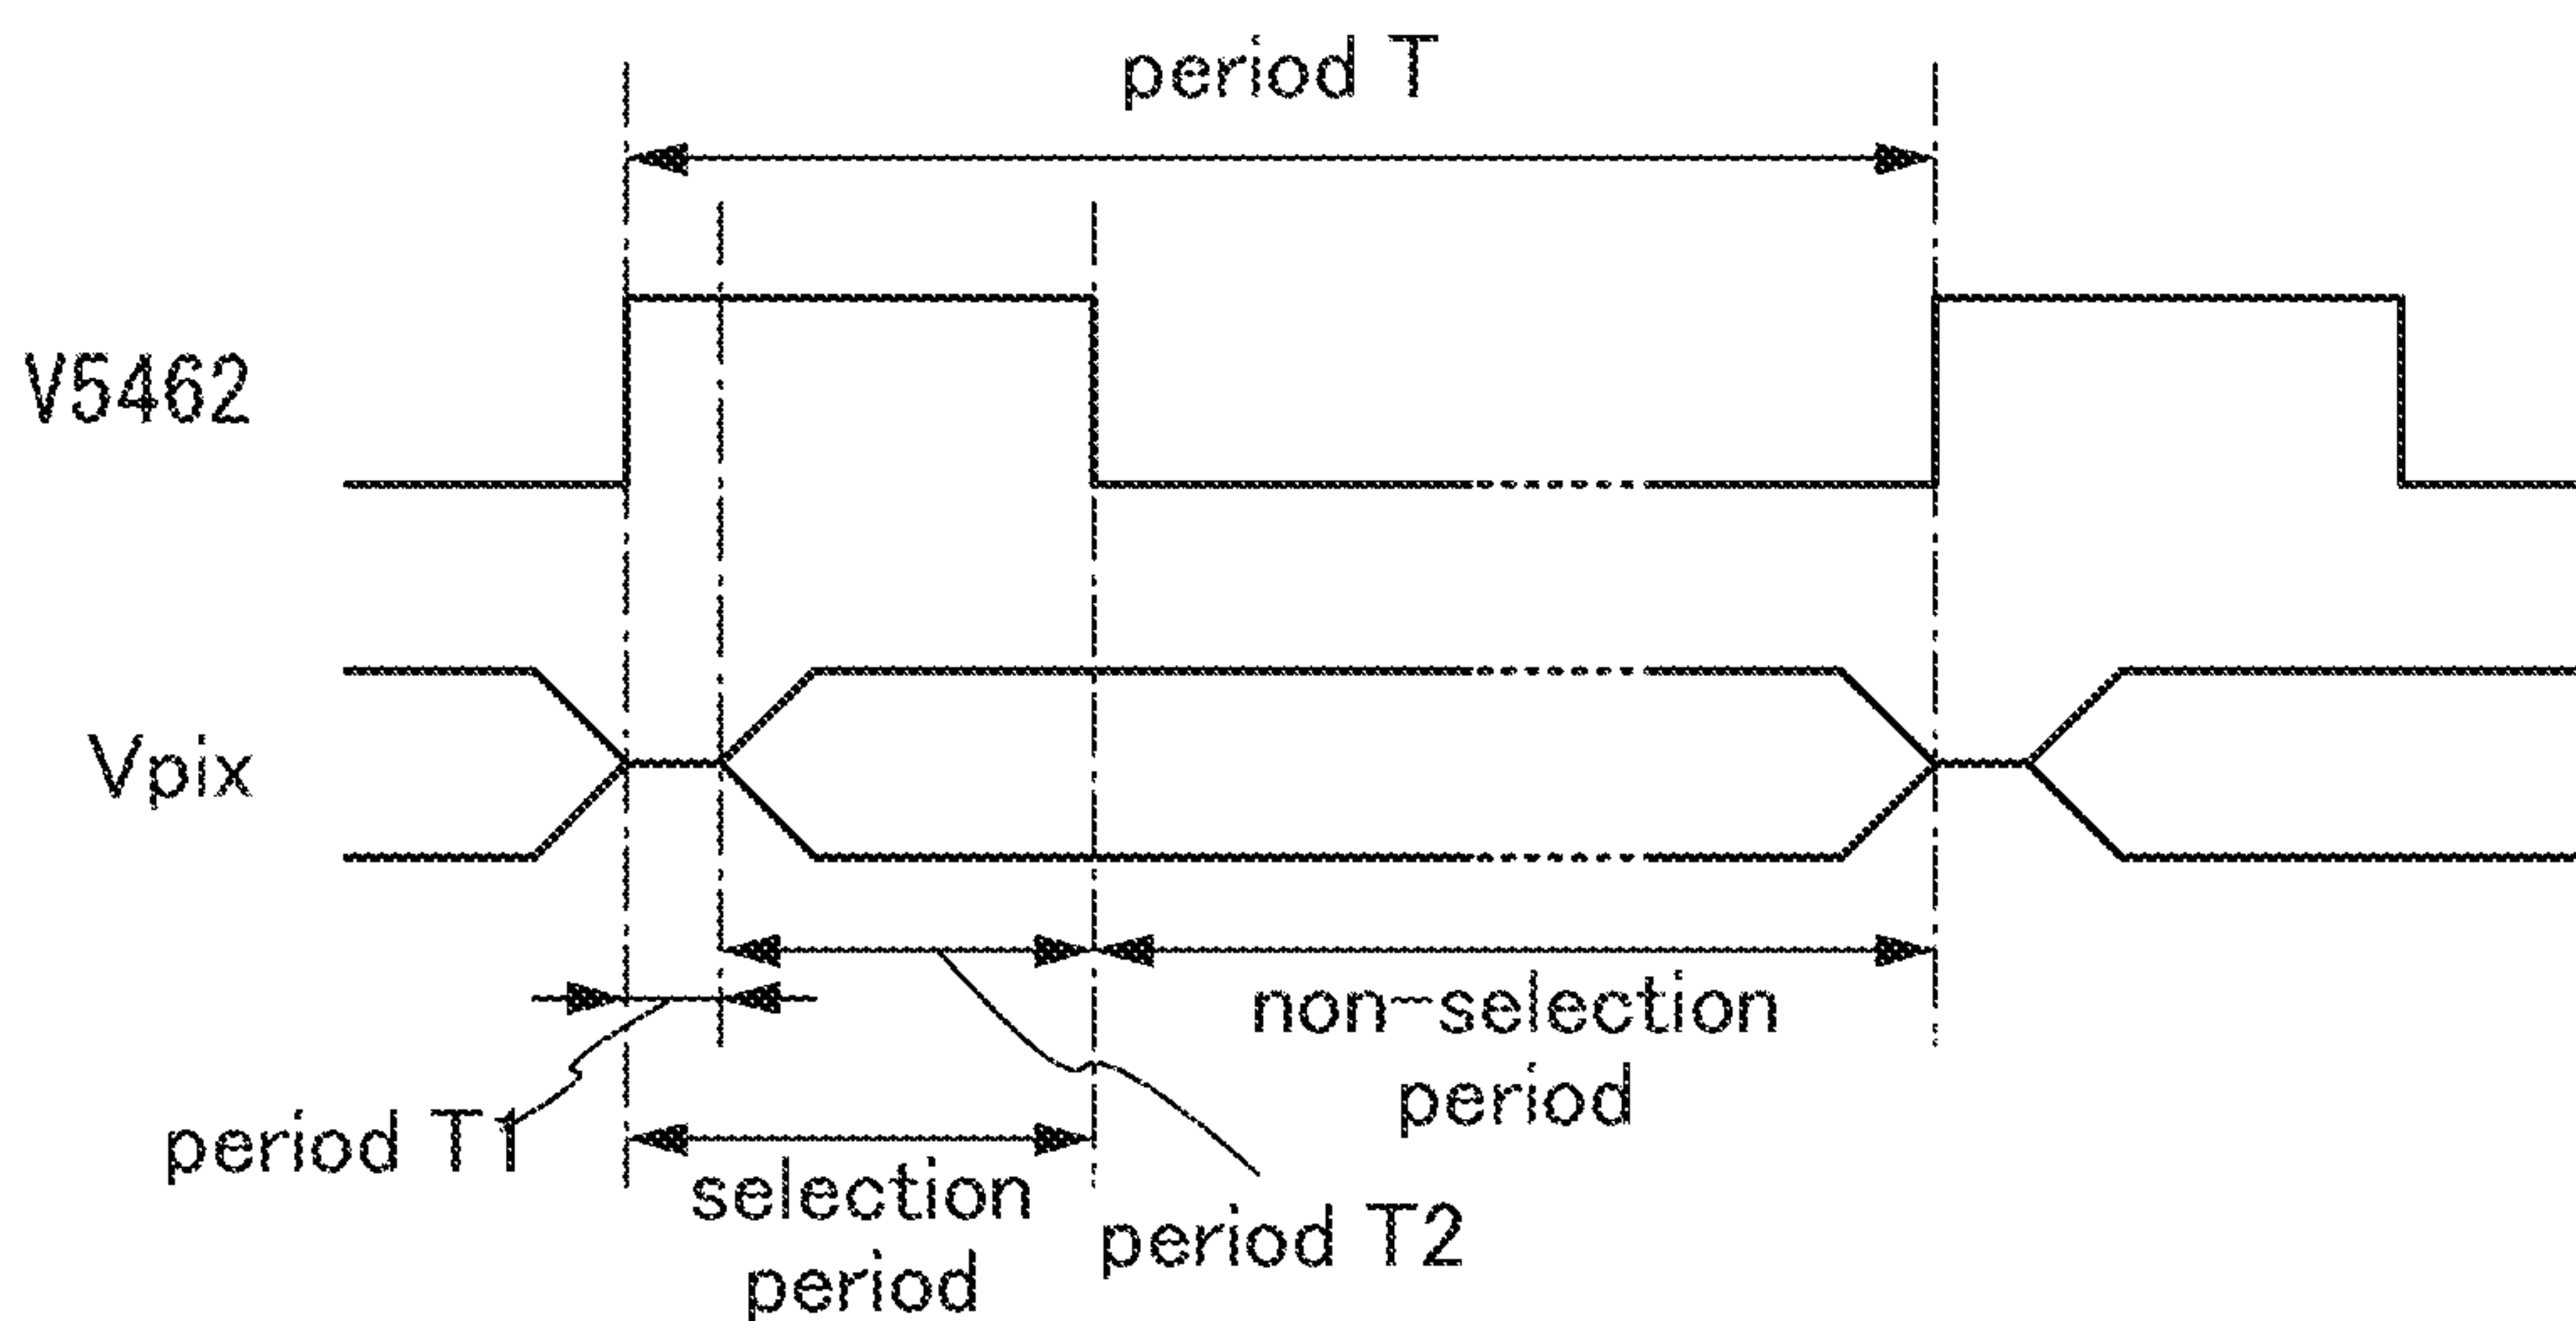 period T
V5462
Vpix
non-selection
period
period T1
selection
period
period T2